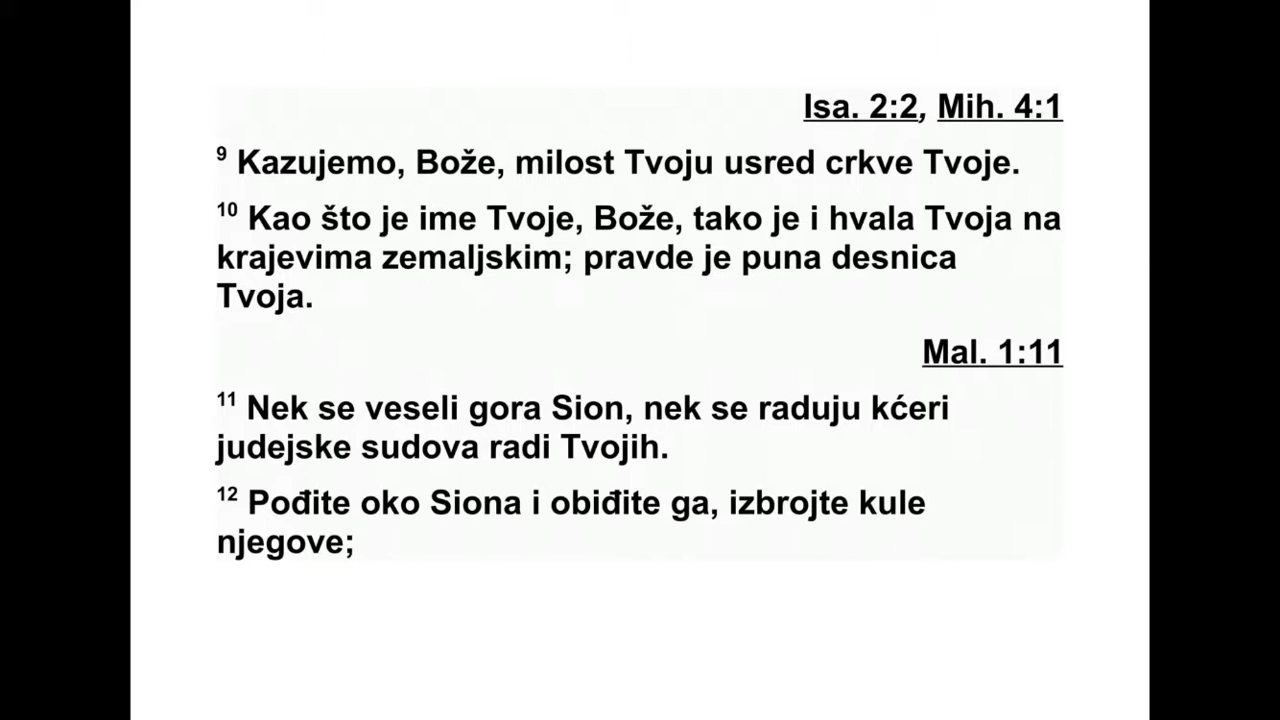 Isa. 2:2, Mih. 4:1
9 Kazujemo, Bože, milost Tvoju usred crkve Tvoje.
10 Kao što je ime Tvoje, Bože, tako je i hvala Tvoja na
krajevima zemaljskim; pravde je puna desnica
Tvoja.
Mal. 1:11
11 Nek se veseli gora Sion, nek se raduju kćeri
judejske sudova radi Tvojih.
12 Pođite oko Siona i obiđite ga, izbrojte kule
njegove;